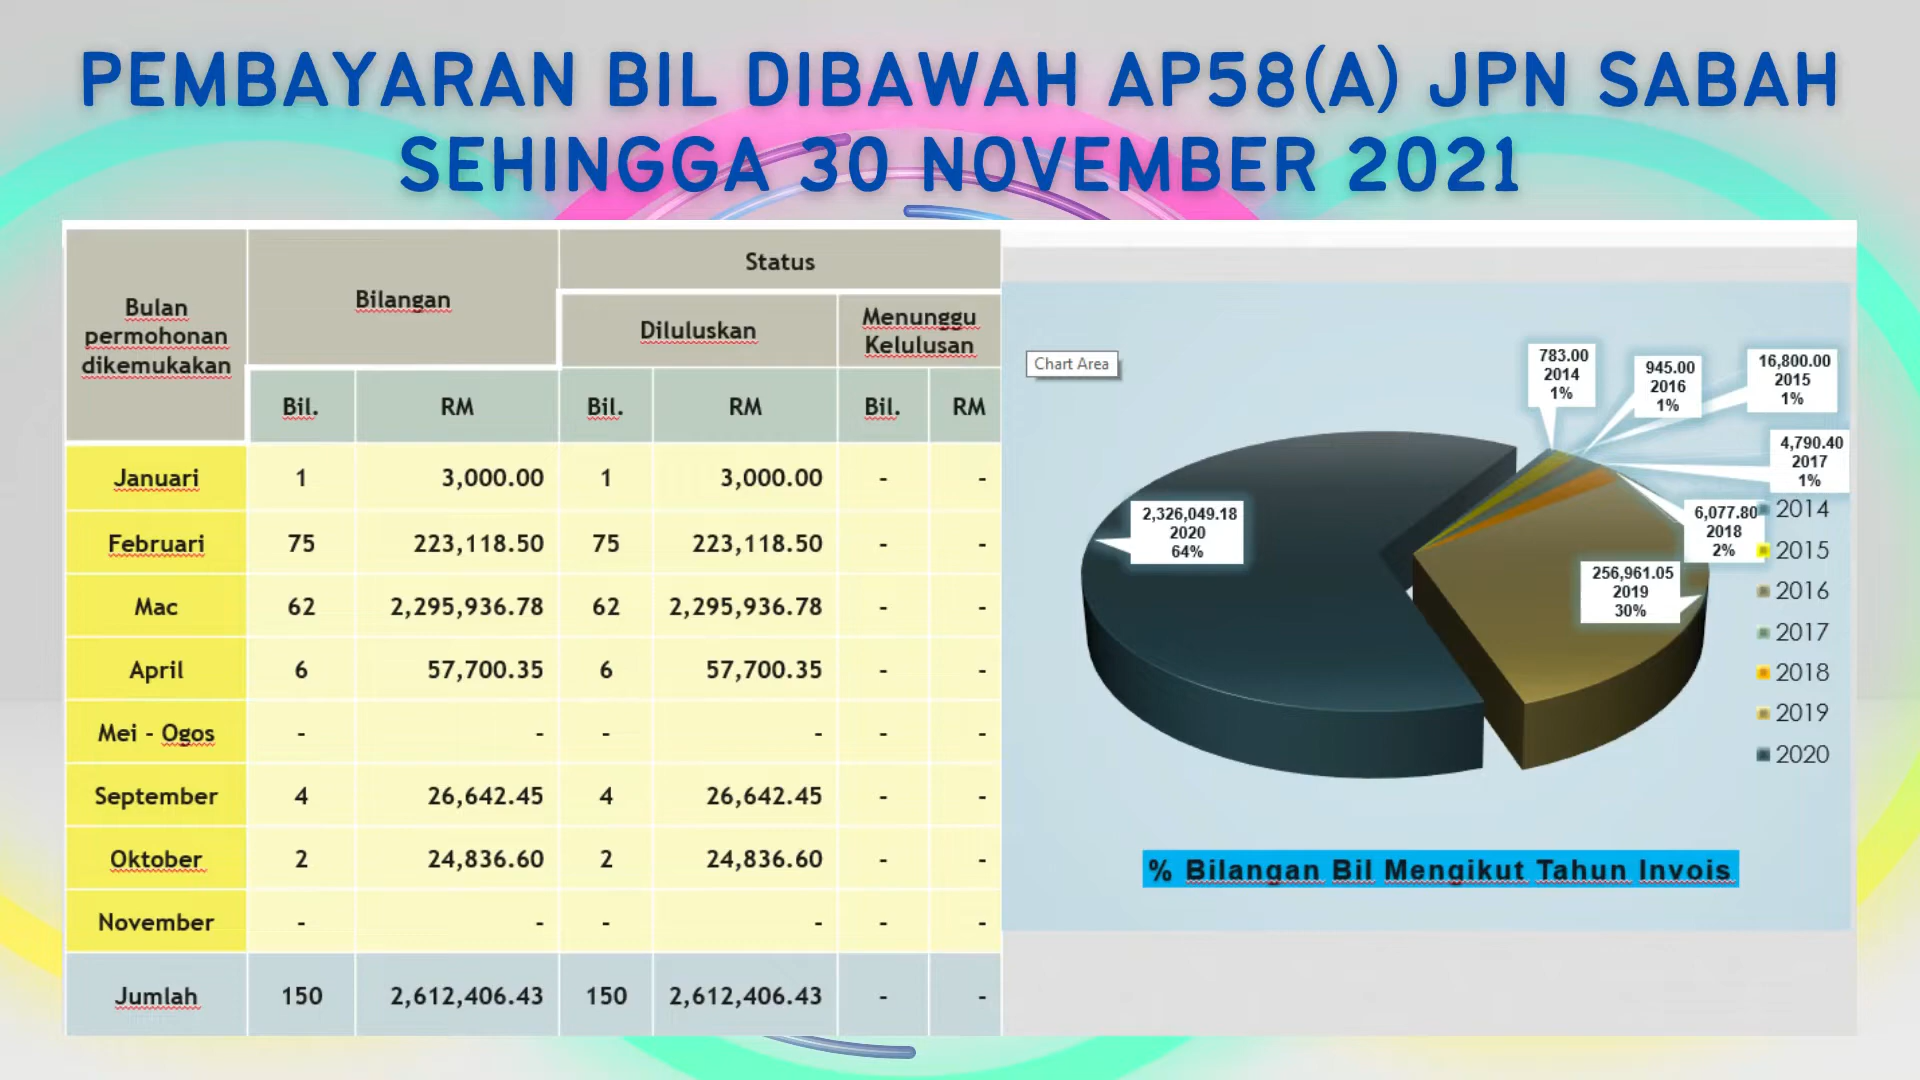 PEMBAYARAN BIL DIBAWAH AP58(A) JPN SABAH
SEHINGGA 30 NOVEMBER 2021
Bulan
permohonan
dikemukakan
Bilangan
Status
Diluluskan
Menunggu
Kelulusan
Bil. RM Bil. RM Bil. RM
Januari 1 3,000.00 1 3,000.00 - -
Februari 75 223,118.50 75 223,118.50 - -
Mac 62 2,295,936.78 62 2,295,936.78 - -
April 6 57,700.35 6 57,700.35 - -
Mei - Ogos - - - - - -
September 4 26,642.45 4 26,642.45 - -
Oktober 2 24,836.60 2 24,836.60 - -
November - - - - - -
Jumlah 150 2,612,406.43 150 2,612,406.43 - -
Chart Area
783.00
2014
1%
945.00
2016
1%
16,800.00
2015
1%
4,790.40
2017
1%
6,077.80
2018
2%
256,961.05
2019
30%
2,326,049.18
2020
64%
2014
2015
2016
2017
2018
2019
2020
% Bilangan Bil Mengikut Tahun Invois